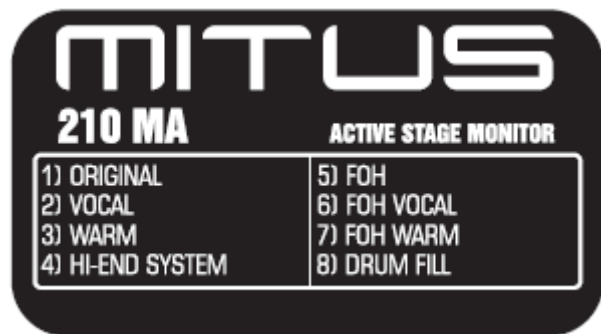 MITUS
210 MA ACTIVE STAGE MONITOR
1) ORIGINAL
2) VOCAL
3) WARM
4) HI-END SYSTEM
5) FOH
6) FOH VOCAL
7) FOH WARM
8) DRUM FILL